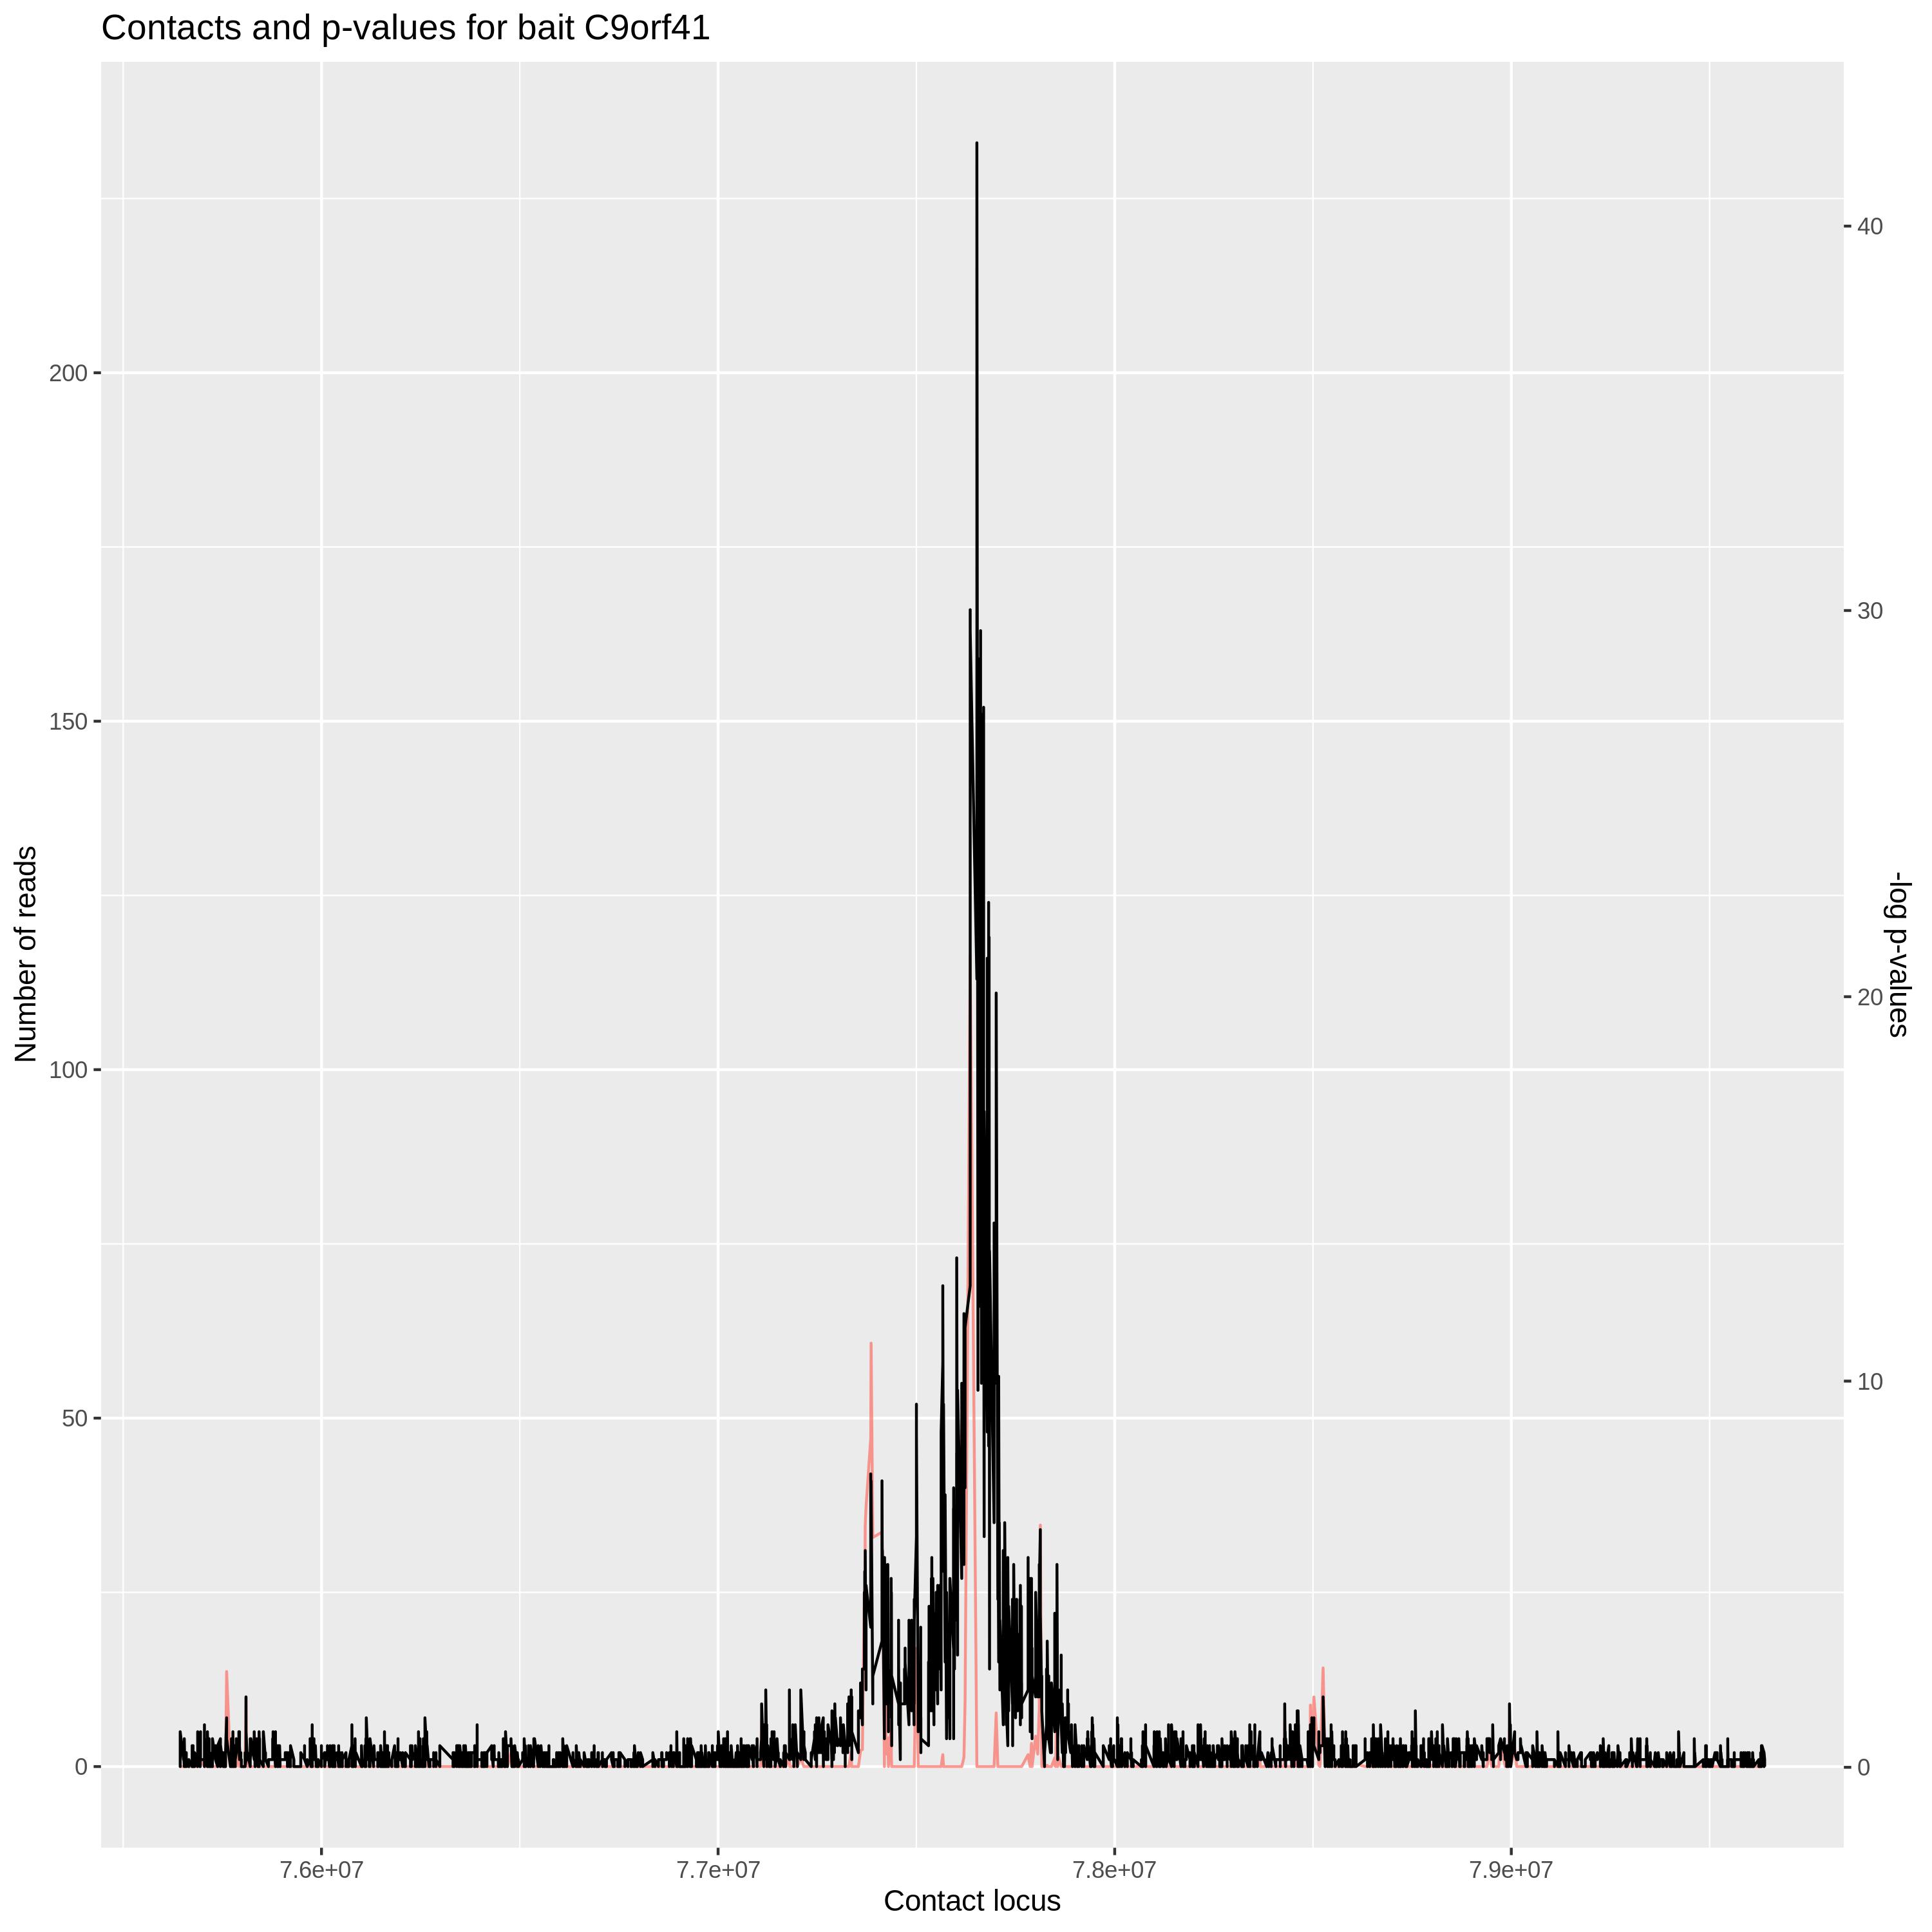 Contacts and p-values for bait C9orf41
Number of reads
200
150
100
50
0
40
30
20
10
0
-log p-values
7.6e+07
7.7e+07
7.8e+07
7.9e+07
Contact locus